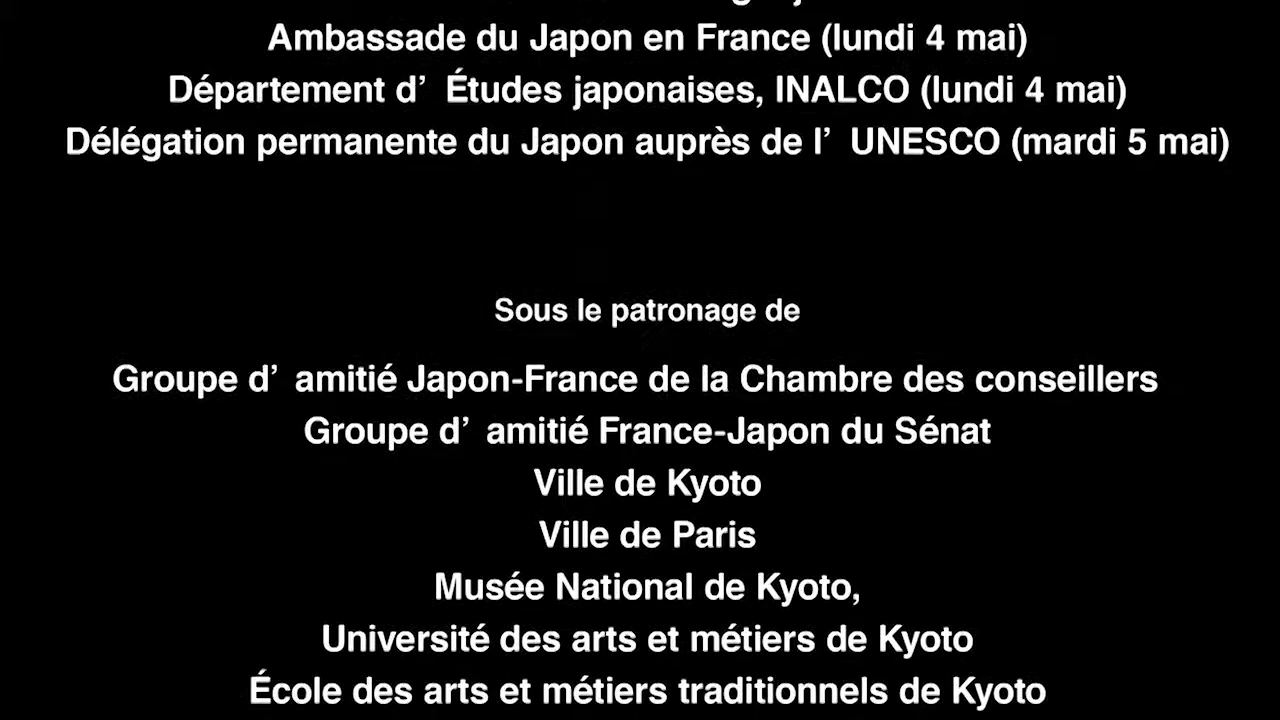 Ambassade du Japon en France (lundi 4 mai)
Département d’ Études japonaises, INALCO (lundi 4 mai)
Délégation permanente du Japon auprès de l’ UNESCO (mardi 5 mai)
Sous le patronage de
Groupe d’ amitié Japon-France de la Chambre des conseillers
Groupe d’ amitié France-Japon du Sénat
Ville de Kyoto
Ville de Paris
Musée National de Kyoto,
Université des arts et métiers de Kyoto
École des arts et métiers traditionnels de Kyoto